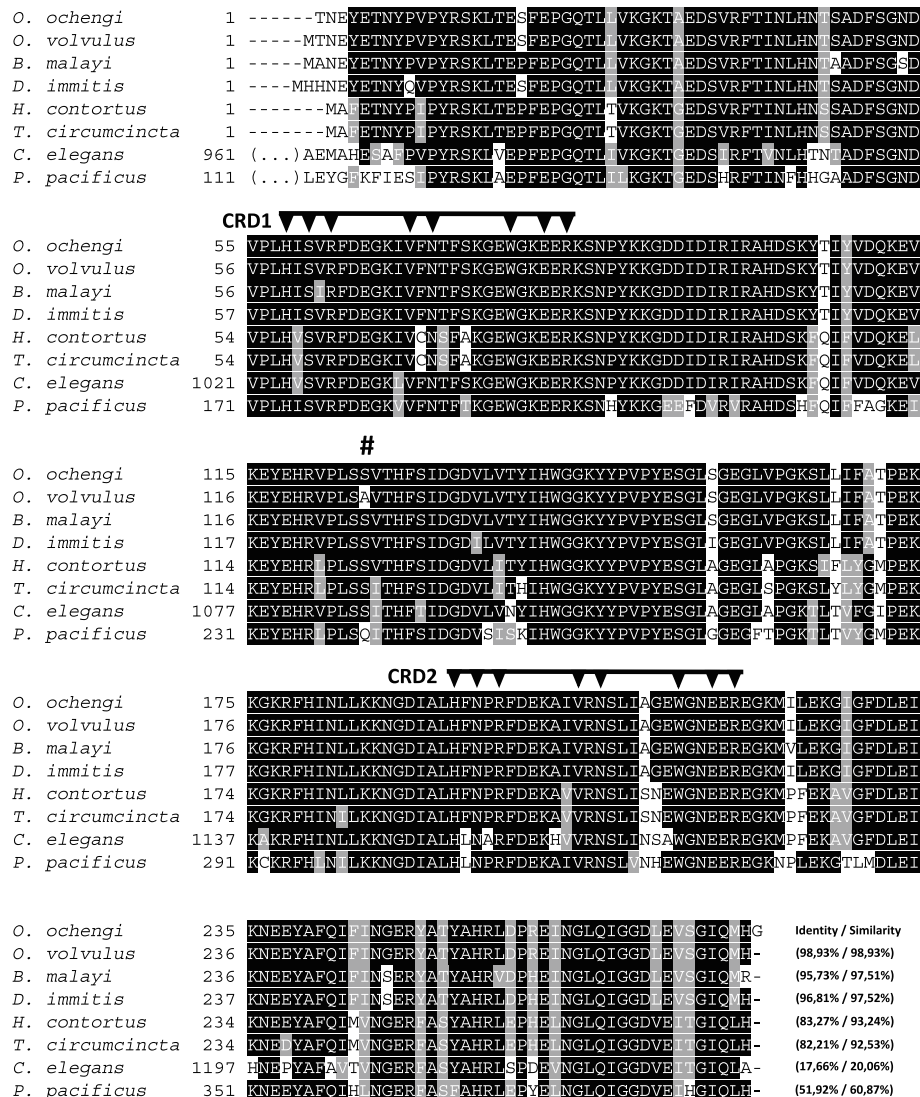 O. ochengi 1 ------TNEYETNYPVPYRSKLTESFEPGQTLLVKGKTAEDSVRFTINLHNTSADFSGND
O. volvulus 1 -----MTNEYETNYPVPYRSKLTESFEPGQTLLVKGKTAEDSVRFTINLHNTSADFSGND
B. malayi 1 -----MANEYETNYPVPYRSKLTEPFEPGQTLLVKGKTAEDSVRFTINLHNTAADFSGSD
D. immitis 1 ----MHHNEYETNYQVPYRSKLTESFEPGQTLLVKGKTAEDSVRFTINLHNTSADFSGND
H. contortus 1 -------MAFETNYPIPYRSKLTEPFEPGQTLTVKGKTGEDSVRFTINLHNSSADFSGND
T. circumcincta 1 -------MAFETNYPIPYRSKLTEPFEPGQTLTVKGKTGEDSVRFTINLHNSSADFSGND
C. elegans 961 (...)AEMAHESAFPVPYRSKLVEPFEPGQTLIVKGKTGEDSIRFTVNLHTNTADFSGND
P. pacificus 111 (...)LEYGFKFIESIPYRSKLAEPFEPGQTLILKGKTGEDSHRFTINFHHGAADFSGND
CRD1
O. ochengi 55 VPLHISVRFDEGKIVFNTFSKGEWGKEERKSNPYKKGDDIDIRIRAHDSKYTIYVDQKEV
O. volvulus 56 VPLHISVRFDEGKIVFNTFSKGEWGKEERKSNPYKKGDDIDIRIRAHDSKYTIYVDQKEV
B. malayi 56 VPLHISIRFDEGKIVFNTFSKGEWGKEERKSNPYKKGDDIDIRIRAHDSKYTIYVDQKEV
D. immitis 57 VPLHISVRFDEGKIVFNTFSKGEWGKEERKSNPYKKGDDIDIRIRAHDSKYTIYVDQKEV
H. contortus 54 VPLHVSVRFDEGKIVCNSFAKGEWGKEERKSNPYKKGDDIDIRIRAHDSKFQIFVDQKEL
T. circumcincta 54 VPLHVSVRFDEGKIVCNSFAKGEWGKEERKSNPYKKGDDIDIRIRAHDSKFQIFVDQKEL
C. elegans 1021 VPLHVSVRFDEGKLVFNTFSKGEWGKEERKSNPYKKGDDIDIRIRAHDSKFQIFVDQKEV
P. pacificus 171 VPLHISVRFDEGKVVFNTFTKGEWGKEERKSNHYKKGEEFDVRVRAHDSHFQIFFAGKEI
#
O. ochengi 115 KEYEHRVPLSSVTHFSIDGDVLVTYIHWGGKYYPVPYESGLSGEGLVPGKSLLIFATPEK
O. volvulus 116 KEYEHRVPLSAVTHFSIDGDVLVTYIHWGGKYYPVPYESGLSGEGLVPGKSLLIFATPEK
B. malayi 116 KEYEHRVPLSSVTHFSIDGDVLVTYIHWGGKYYPVPYESGLSGEGLVPGKSLLIFATPEK
D. immitis 117 KEYEHRVPLSSVTHFSIDGDILVTYIHWGGKYYPVPYESGLIGEGLVPGKSLLIFATPEK
H. contortus 114 KEYEHRLPLSSVTHFSIDGDVLITYIHWGGKYYPVPYESGLAGEGLAPGKSIFLYGMPEK
T. circumcincta 114 KEYEHRLPLSSITHFSIDGDVLITHIHWGGKYYPVPYESGLAGEGLSPGKSLYLYGMPEK
C. elegans 1077 KEYEHRVPLSSITHFTIDGDVLVNYIHWGGKYYPVPYESGLAGEGLAPGKTLTVFGIPEK
P. pacificus 231 KEYEHRLPLSQITHFSIDGDVSISKIHWGGKYYPVPYESGLGGEGFTPGKTLTVYGMPEK
CRD2
O. ochengi 175 KGKRFHINLLKKNGDIALHFNPRFDEKAIVRNSLIAGEWGNEEREGKMILEKGIGFDLEI
O. volvulus 176 KGKRFHINLLKKNGDIALHFNPRFDEKAIVRNSLIAGEWGNEEREGKMILEKGIGFDLEI
B. malayi 176 KGKRFHINLLKKNGDIALHFNPRFDEKAIVRNSLIAGEWGNEEREGKMVLEKGIGFDLEI
D. immitis 177 KGKRFHINLLKKNGDIALHFNPRFDEKAIVRNSLIAGEWGNEEREGKMILEKGIGFDLEI
H. contortus 174 KGKRFHINLLKKNGDIALHFNPRFDEKAVVRNSLISNEWGNEEREGKMPFEKAVGFDLEI
T. circumcincta 174 KGKRFHINILKKNGDIALHFNPRFDEKAVVRNSLISNEWGNEEREGKMPFEKAVGFDLEI
C. elegans 1137 KAKRFHINLLKKNGDIALHLNARFDEKHVVRNSLINSAWGNEEREGKMPFEKAVGFDLEI
P. pacificus 291 KCKRFHLNILKKNGDIALHLNPRFDEKAIVRNSLVNHEWGNEEREGKNPLEKGTLMDLEI
O. ochengi 235 KNEEYAFQIFINGERYATYAHRLDPREINGLQIGGDLEVSGIQMHG Identity / Similarity
O. volvulus 236 KNEEYAFQIFINGERYATYAHRLDPREINGLQIGGDLEVSGIQMH- (98,93% / 98,93%)
B. malayi 236 KNEEYAFQIFINSERYATYAHRVDPHEINGLQIGGDLEVSGIQMR- (95,73% / 97,51%)
D. immitis 237 KNEEYAFQIFINSERYATYAHRLDPHEINGLQIGGDLEVSGIQMH- (96,81% / 97,52%)
H. contortus 234 KNEEYAFQIMVNGERFASYAHRLEPHELNGLQIGGDVEITGIQLH- (83,27% / 93,24%)
T. circumcincta 234 KNEDYAFQIMVNGERFASYAHRLEPHELNGLQIGGDVEITGIQLH- (82,21% / 92,53%)
C. elegans 1197 HNEPYAFAVTVNGERFASYAHRLSPDEVNGLQIGGDVEITGIQLA- (17,66% / 20,06%)
P. pacificus 351 KNEEYAFQIHLNGERFASFAHRLEPYELNGLQIGGDVEIHGIQLH- (51,92% / 60,87%)